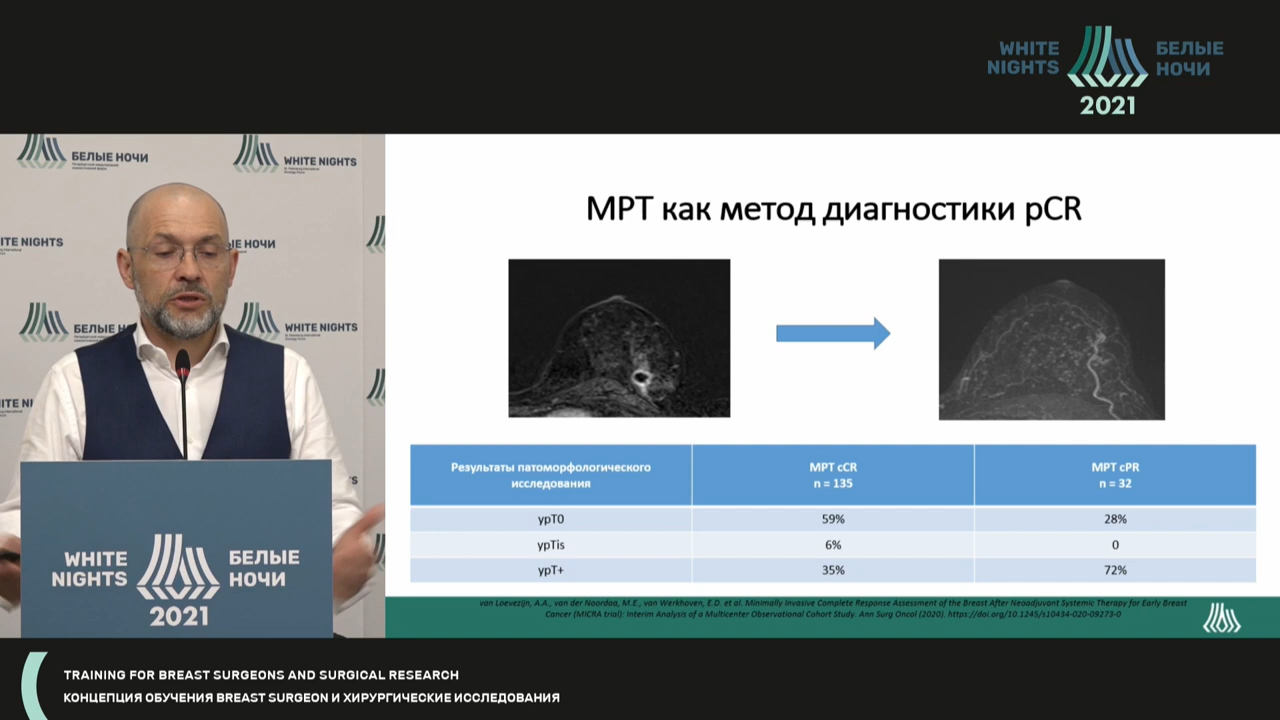 WHITE NIGHTS
БЕЛЫЕ НОЧИ
2021
БЕЛЫЕ НОЧИ
WHITE NIGHTS
ITE NIGHTS
ЫЕ НОЧИ
БЕЛЫЕ Н
WHITE NIGHTS
WHITE NIGHTS
БЕЛЫЕ НОЧИ
2021
МРТ как метод диагностики pCR
Результаты патоморфологического исследования
МРТ cCR
n = 135
МРТ cPR
n = 32
ypT0 59% 28%
ypTis 6% 0
ypT+ 35% 72%
van Loevezijn, A.A., van der Noordaa, M.E., van Werkhoven, E.D. et al. Minimally Invasive Complete Response Assessment of the Breast After Neoadjuvant Systemic Therapy for Early Breast
Cancer (MICRA trial): Interim Analysis of a Multicenter Observational Cohort Study. Ann Surg Oncol (2020). https://doi.org/10.1245/s10434-020-09273-0
TRAINING FOR BREAST SURGEONS AND SURGICAL RESEARCH
КОНЦЕПЦИЯ ОБУЧЕНИЯ BREAST SURGEON И ХИРУРГИЧЕСКИЕ ИССЛЕДОВАНИЯ